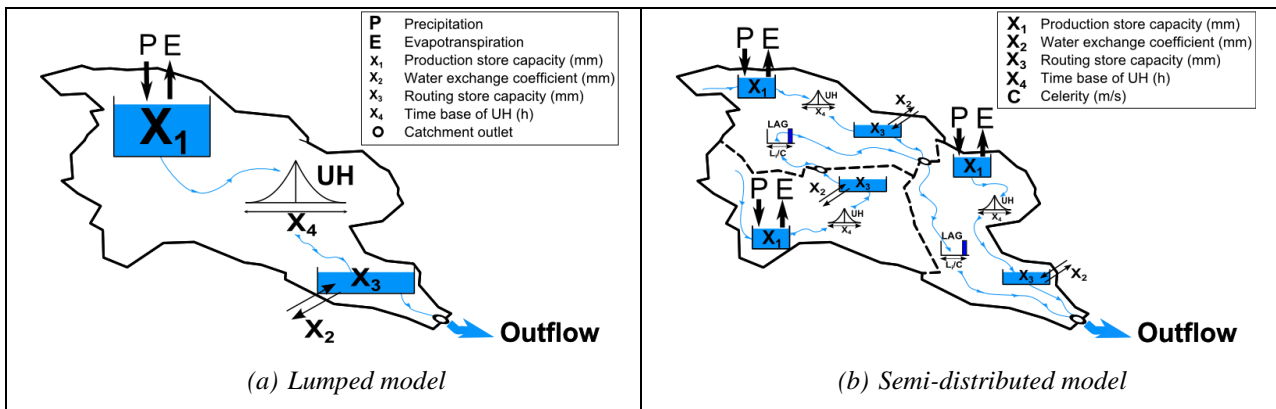 P Precipitation
E Evapotranspiration
X₁ Production store capacity (mm)
X₂ Water exchange coefficient (mm)
X₃ Routing store capacity (mm)
X₄ Time base of UH (h)
O Catchment outlet
P E
X₁
UH
X₄
X₃
X₂
Outflow
(a) Lumped model
X₁ Production store capacity (mm)
X₂ Water exchange coefficient (mm)
X₃ Routing store capacity (mm)
X₄ Time base of UH (h)
C Celerity (m/s)
P E
X₁
UH
X₄
X₂
X₃
LAG
Lᵢ/C
P E
X₁
UH
X₄
X₂
X₃
P E
X₁
UH
X₄
LAG
Lᵢ/C
X₃
X₂
Outflow
(b) Semi-distributed model